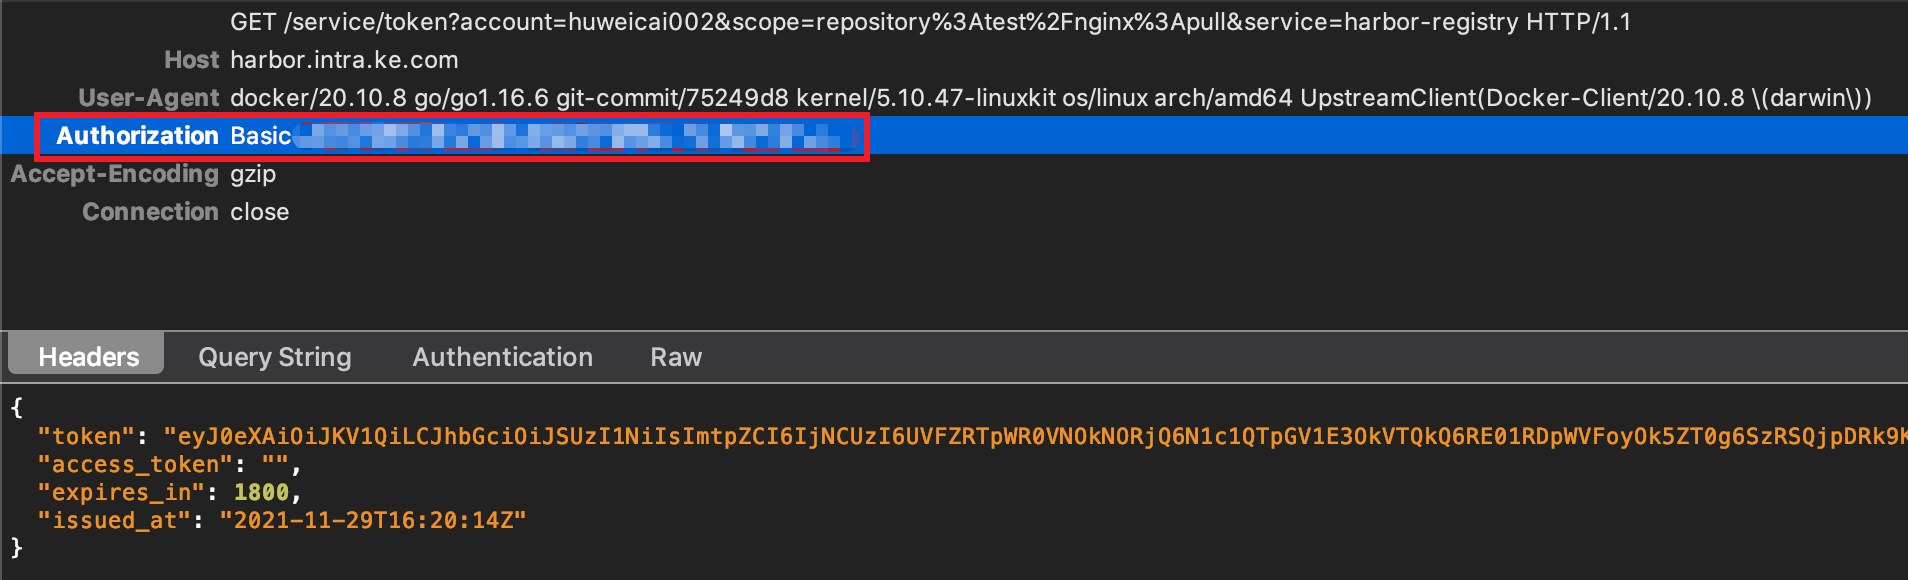 GET /service/token?account=huweicai002&scope=repository%3Atest%2Fnginx%3Apull&service=harbor-registry HTTP/1.1
Host harbor.intra.ke.com
User-Agent docker/20.10.8 go/go1.16.6 git-commit/75249d8 kernel/5.10.47-linuxkit os/linux arch/amd64 UpstreamClient(Docker-Client/20.10.8 \(darwin\))
Authorization Basic
Accept-Encoding gzip
Connection close
Headers Query String Authentication Raw
{
"token": "eyJ0eXAiOiJKV1QiLCJhbGciOiJSUzI1NiIsImtpZCI6IjNCUzI6UVFZRTpWR0VNOkNORjQ6N1c1QTpGV1E3OkVTQkQ6RE01RDpWVFoyOk5ZT0g6SzRSQjpDRk9K
"access_token": "",
"expires_in": 1800,
"issued_at": "2021-11-29T16:20:14Z"
}